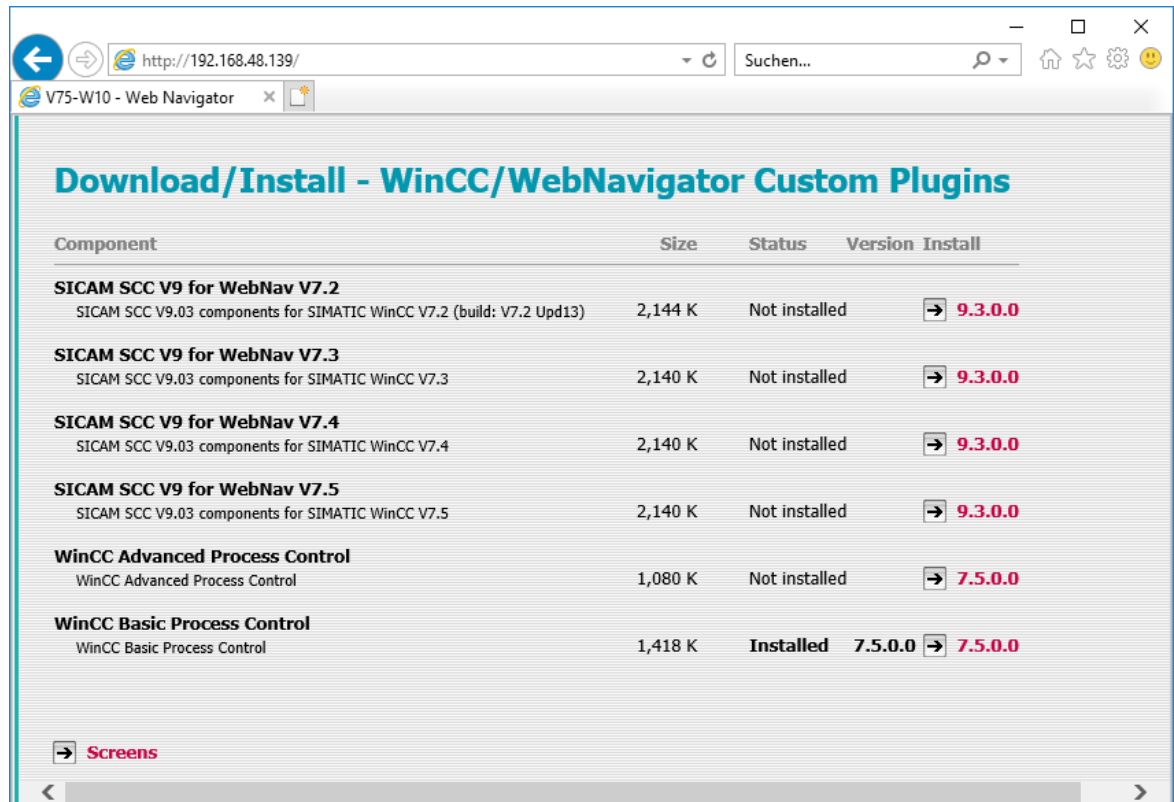 http://192.168.48.139/
Suchen...
V75-W10 - Web Navigator
Download/Install - WinCC/WebNavigator Custom Plugins
Component Size Status Version Install
SICAM SCC V9 for WebNav V7.2
SICAM SCC V9.03 components for SIMATIC WinCC V7.2 (build: V7.2 Upd13) 2,144 K Not installed 9.3.0.0
SICAM SCC V9 for WebNav V7.3
SICAM SCC V9.03 components for SIMATIC WinCC V7.3 2,140 K Not installed 9.3.0.0
SICAM SCC V9 for WebNav V7.4
SICAM SCC V9.03 components for SIMATIC WinCC V7.4 2,140 K Not installed 9.3.0.0
SICAM SCC V9 for WebNav V7.5
SICAM SCC V9.03 components for SIMATIC WinCC V7.5 2,140 K Not installed 9.3.0.0
WinCC Advanced Process Control
WinCC Advanced Process Control 1,080 K Not installed 7.5.0.0
WinCC Basic Process Control
WinCC Basic Process Control 1,418 K Installed 7.5.0.0 7.5.0.0
Screens